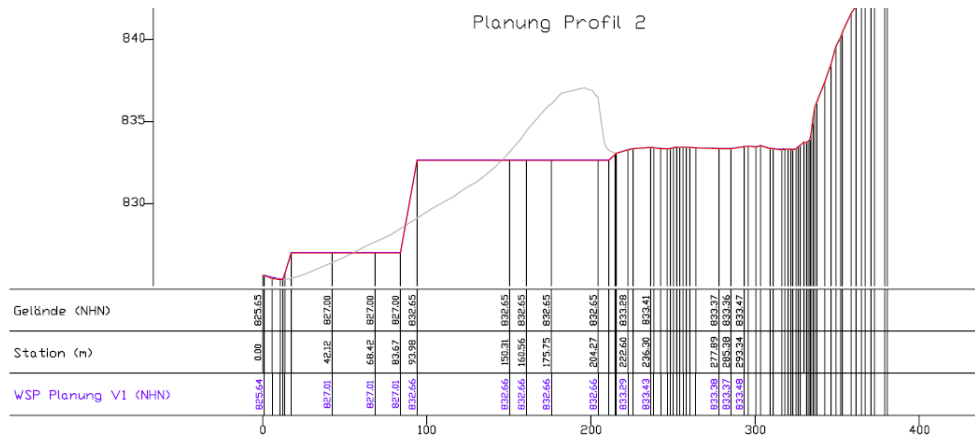 Planung Profil 2
840
835
830
Gelände (NHN) 825.65 827.00 827.00 827.00 832.65 832.65 832.65 832.65 832.65 833.28 833.41 833.37 833.36 833.47
Station (m) 0.00 42.12 68.42 83.67 93.98 150.31 160.56 175.75 204.27 222.60 236.30 277.89 285.38 293.34
WSP Planung V1 (NHN) 825.64 827.01 827.01 827.01 832.66 832.66 832.66 832.66 832.66 833.29 833.43 833.38 833.37 833.48
0 100 200 300 400